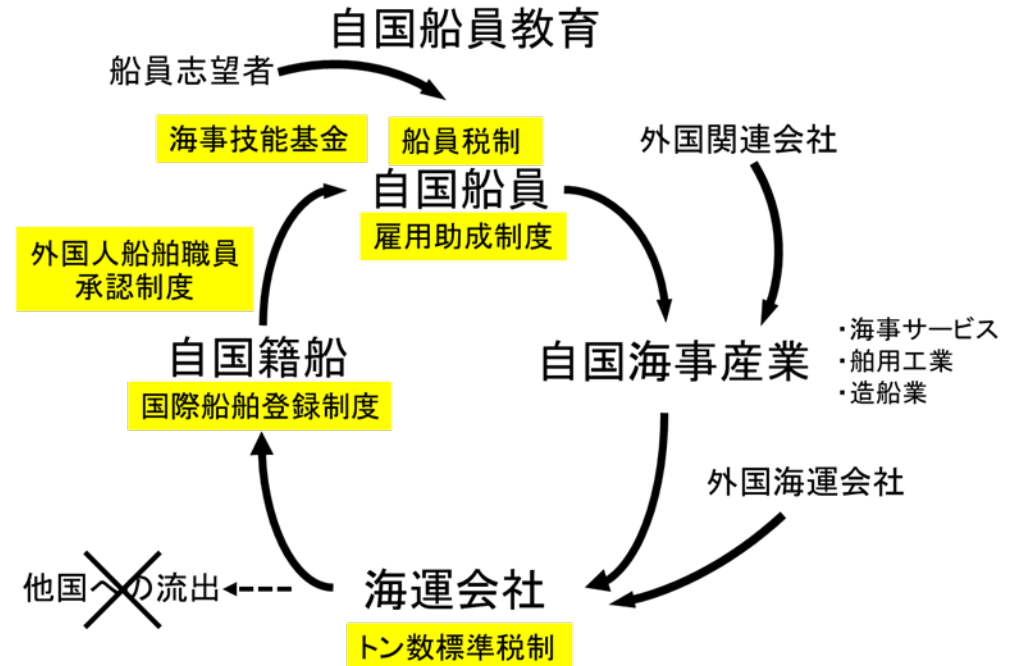 自国船員教育
船員志望者
海事技能基金
船員税制
外国関連会社
自国船員
雇用助成制度
外国人船舶職員
承認制度
自国籍船
国際船舶登録制度
自国海事産業
・海事サービス
・舶用工業
・造船業
外国海運会社
他国への流出
海運会社
トン数標準税制